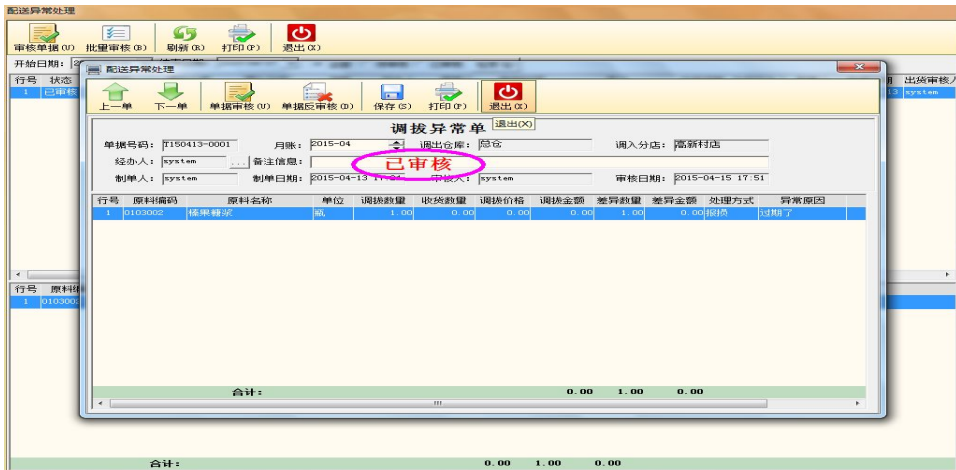 配送异常处理
审核单据(U) 批量审核(B) 刷新(R) 打印(P) 退出(X)
开始日期: 2
行号 状态 出货审核人
1 已审核 13 system
配送异常处理
上一单 下一单 单据审核(U) 单据反审核(D) 保存(S) 打印(P) 退出(X)
退出(X)
调拨异常单
单据号码: T150413-0001 月账: 2015-04 调出仓库: 总仓 调入分店: 高新村店
经办人: system ... 备注信息:
已审核
制单人: system 制单日期: 2015-04-13 17:24 审核人: system 审核日期: 2015-04-15 17:51
行号 原料编码 原料名称 单位 调拨数量 收货数量 调拨价格 调拨金额 差异数量 差异金额 处理方式 异常原因
1 0103002 榛果糖浆 瓶 1.00 0.00 0.00 0.00 1.00 0.00 报损 过期了
合计: 0.00 1.00 0.00
行号 原料编
1 0103002
合计: 0.00 1.00 0.00